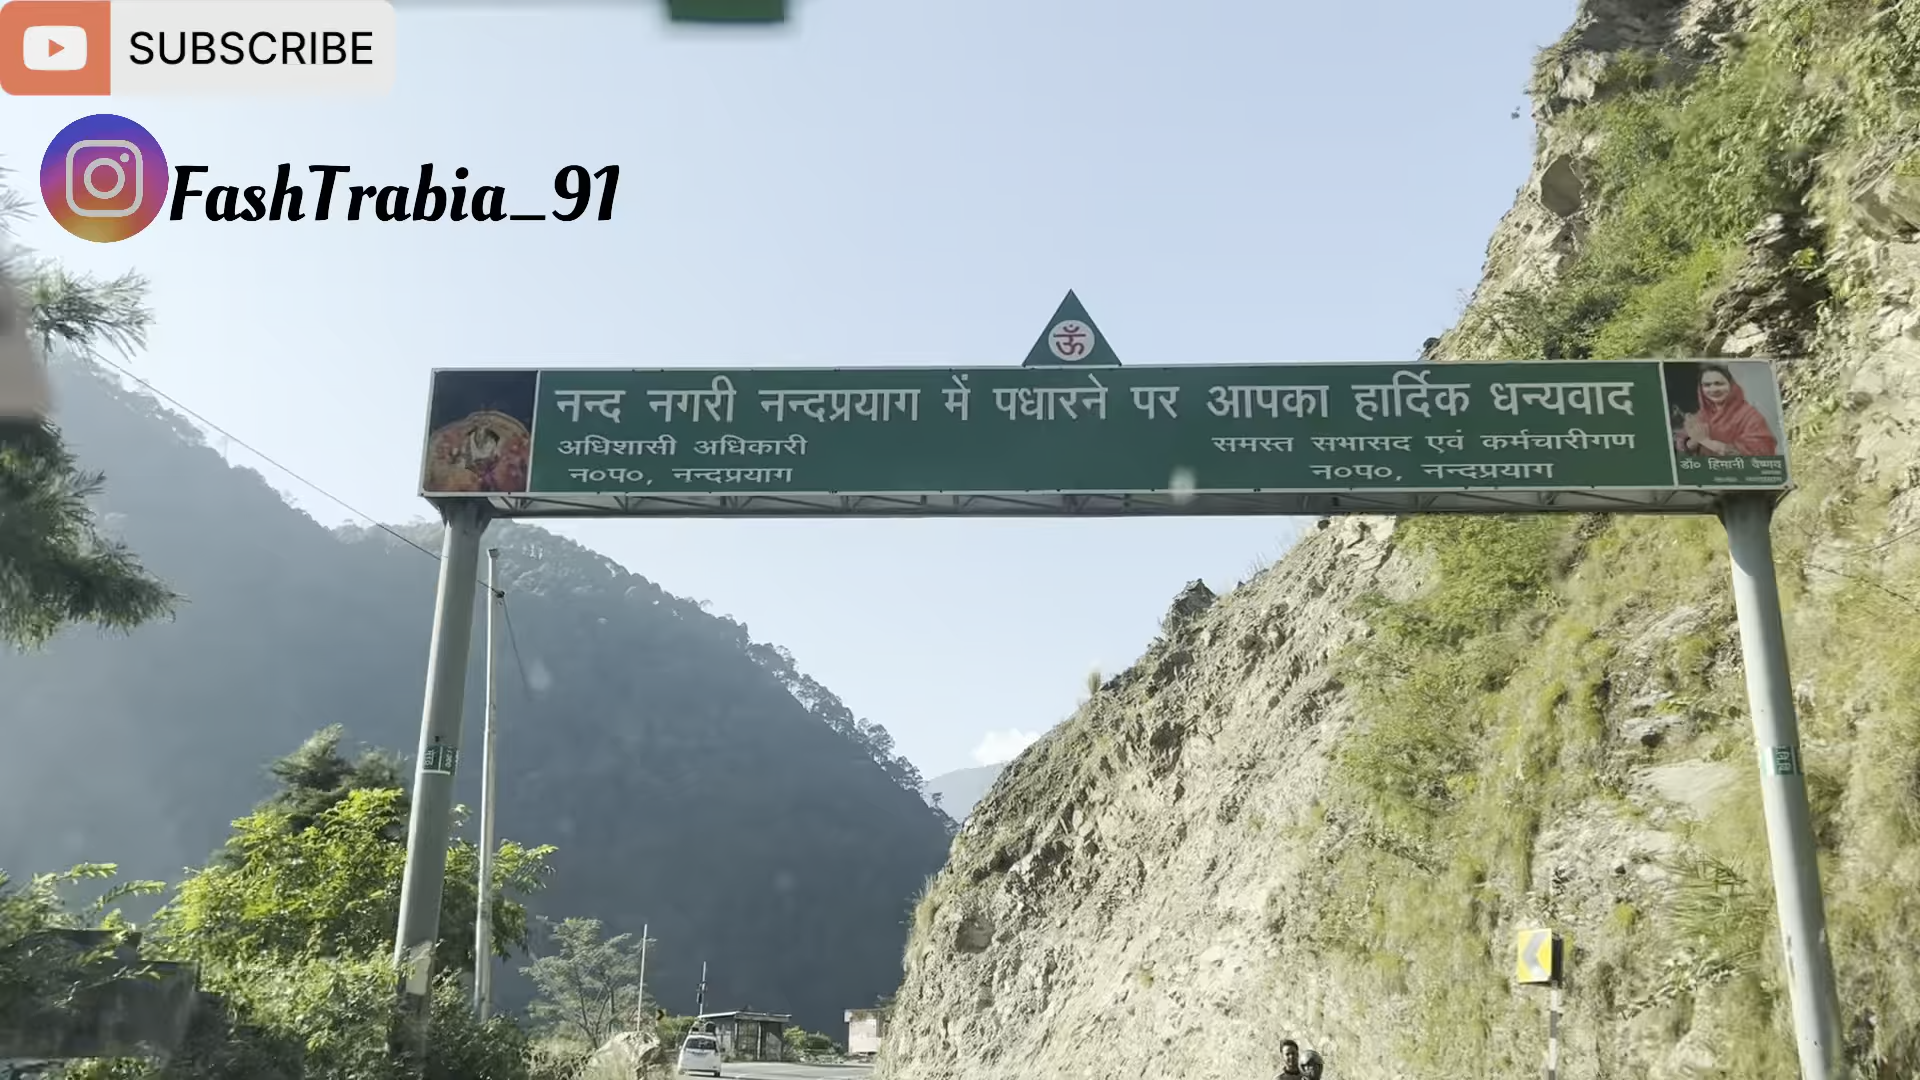 SUBSCRIBE
FashTrabia_91
ॐ
नन्द नगरी नन्दप्रयाग में पधारने पर आपका हार्दिक धन्यवाद
अधिशासी अधिकारी
न०प०, नन्दप्रयाग
समस्त सभासद एवं कर्मचारीगण
न०प०, नन्दप्रयाग
डॉ० हिमानी वैष्णव